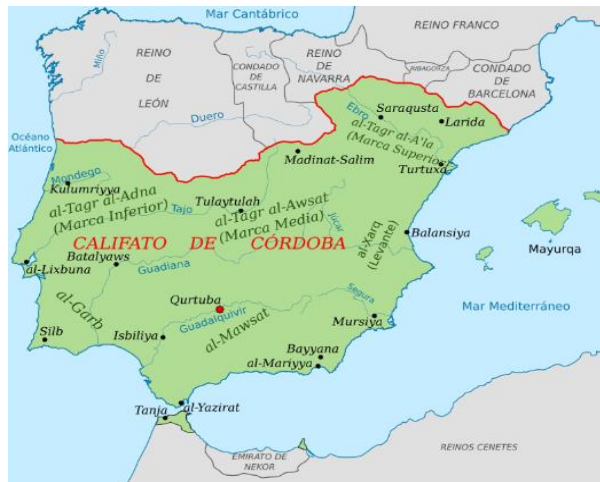 Mar Cantábrico
REINO FRANCO
REINO
DE
LEÓN
CONDADO
DE
CASTILLA
REINO
DE
NAVARRA
RIBAGORZA
CONDADO
DE
BARCELONA
Miño
Duero
Ebro
Saraqusta
Larida
al-Tagr al-A'la
(Marca Superior)
Turtuxa
Océano
Atlántico
Madinat-Salim
Mondego
Kulumriyya
al-Tagr al-Adna
(Marca Inferior)
Tajo
Tulaytulah
al-Tagr al-Awsat
(Marca Media)
Júcar
al-Xarq
(Levante)
Balansiya
Mayurqa
CALIFATO DE CÓRDOBA
al-Lixbuna
Batalyaws
Guadiana
Qurtuba
Guadalquivir
al-Mawsat
Segura
Mursiya
Mar Mediterráneo
al-Garb
Silb
Isbiliya
Bayyana
al-Mariyya
Tanja
al-Yazirat
EMIRATO DE
NEKOR
REINOS CENETES